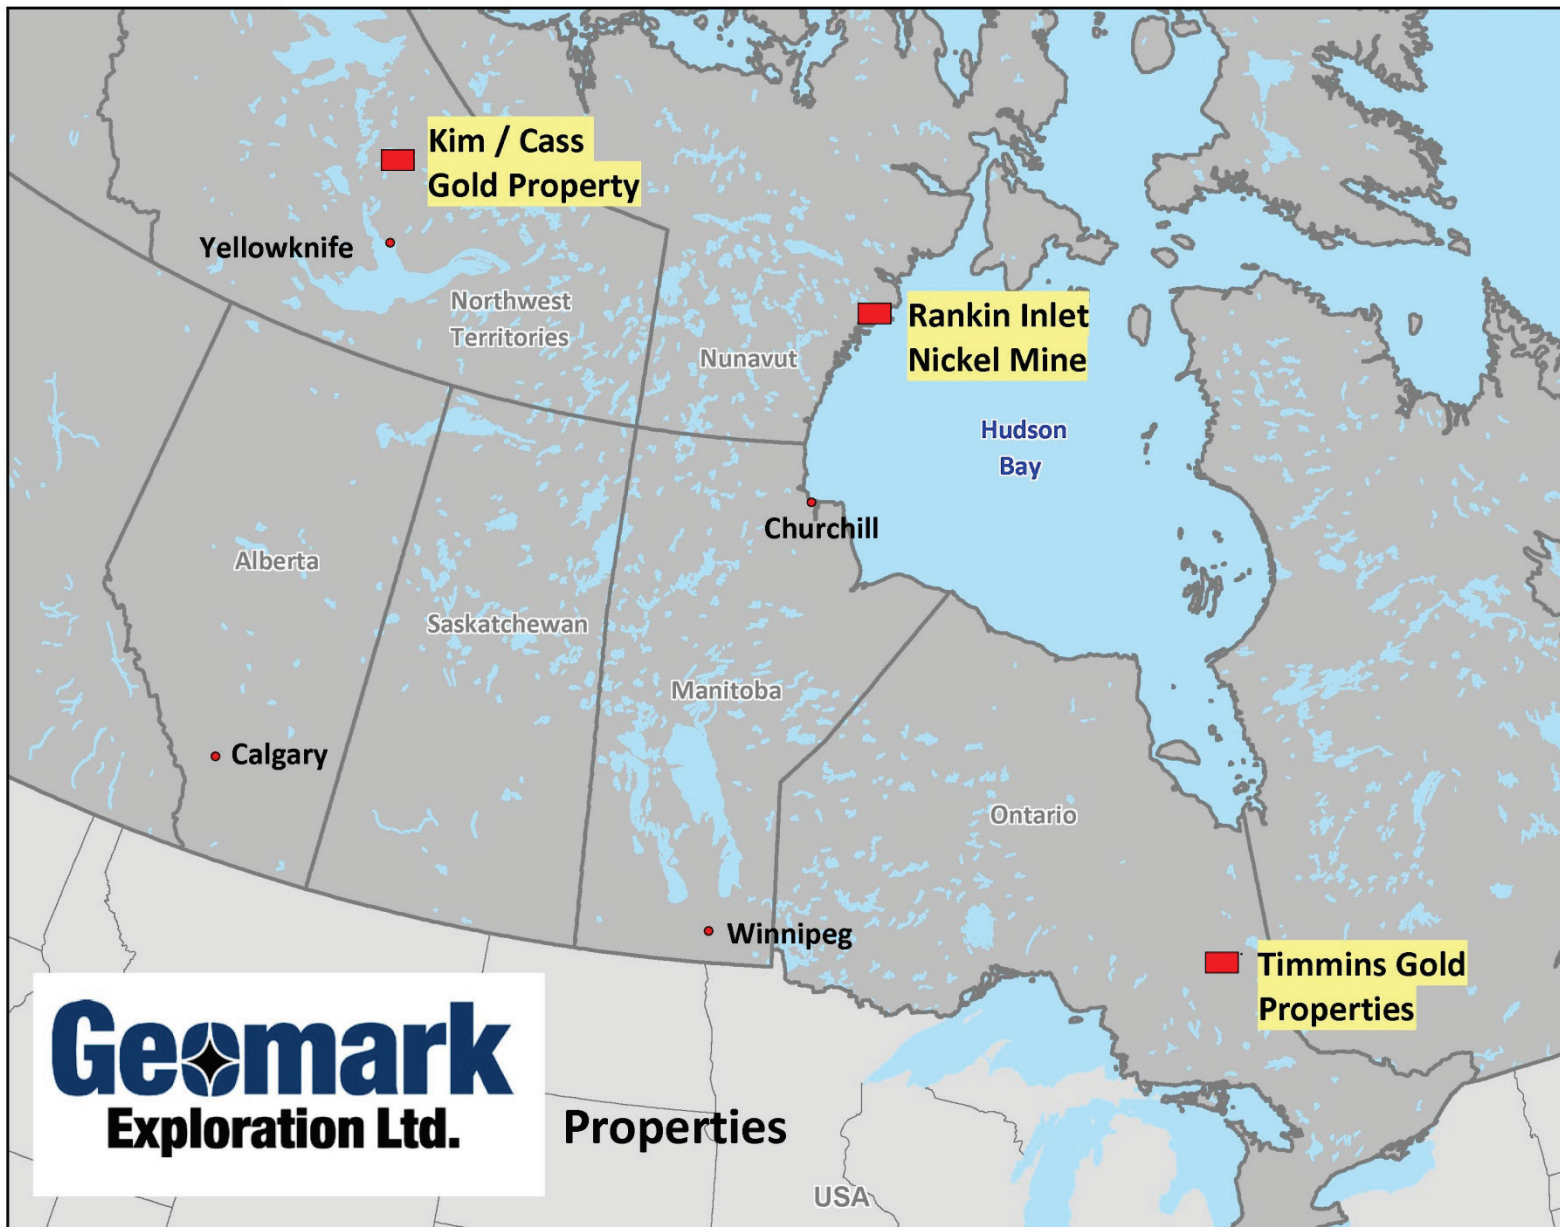 Kim / Cass
Gold Property
Yellowknife
Northwest
Territories
Rankin Inlet
Nickel Mine
Nunavut
Hudson
Bay
Churchill
Alberta
Saskatchewan
Manitoba
Calgary
Ontario
Winnipeg
Timmins Gold
Properties
Geomark
Exploration Ltd.
Properties
USA